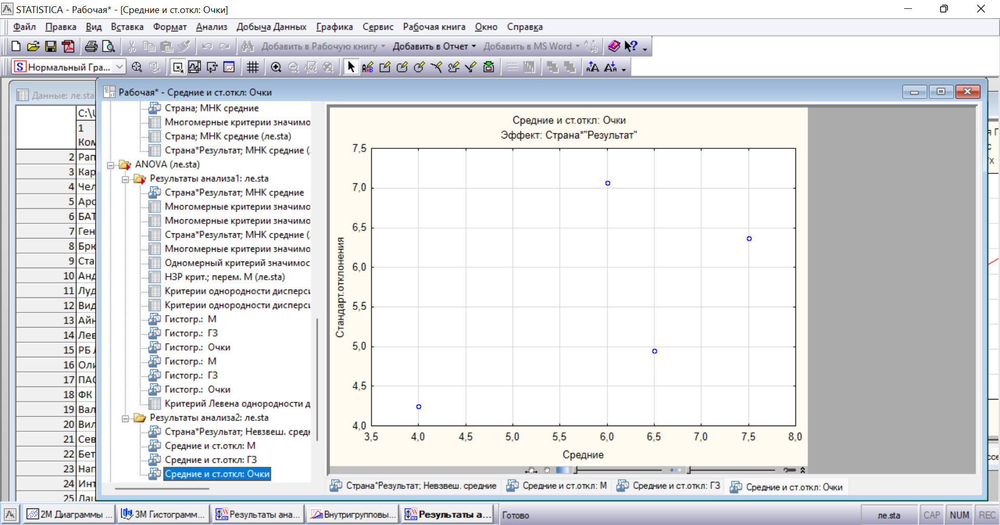 STATISTICA - Рабочая* - [Средние и ст.откл: Очки]
Файл Правка Вид Вставка Формат Анализ Добыча Данных Графика Сервис Рабочая книга Окно Справка
Добавить в Рабочую книгу Добавить в Отчет Добавить в MS Word
Нормальный Гра...
Данные: ле.sta
Рабочая* - Средние и ст.откл: Очки
C:\
1
Ком
2 Рап
3 Кар
4 Чел
5 Арс
6 БАТ
7 Ген
8 Брю
9 Ста
10 Анд
11 Луд
12 Вид
13 Айн
14 Лев
15 РБ
16 Оли
17 ПАО
18 ФК
19 Вал
20 Вил
21 Сев
22 Бет
23 Нап
24 Инт
25 Лац
Страна; МНК средние
Многомерные критерии значимо
Страна; МНК средние (ле.sta)
Страна*Результат; МНК средние (
ANOVA (ле.sta)
Результаты анализа1: ле.sta
Страна*Результат; МНК средние
Многомерные критерии значимо
Многомерные критерии значимо
Страна*Результат; МНК средние (
Многомерные критерии значимо
Одномерный критерий значимос
НЗР крит.; перем. М (ле.sta)
Критерии однородности дисперси
Критерии однородности дисперси
Гистогр.: М
Гистогр.: ГЗ
Гистогр.: Очки
Гистогр.: М
Гистогр.: ГЗ
Гистогр.: Очки
Критерий Левена однородности д
Результаты анализа2: ле.sta
Страна*Результат; Невзвеш. средн
Средние и ст.откл: М
Средние и ст.откл: ГЗ
Средние и ст.откл: Очки
Средние и ст.откл: Очки
Эффект: Страна*"Результат"
7,5
7,0
6,5
6,0
5,5
5,0
4,5
4,0
Стандарт.отклонения
3,5 4,0 4,5 5,0 5,5 6,0 6,5 7,0 7,5 8,0
Средние
Страна*Результат; Невзвеш. средние Средние и ст.откл: М Средние и ст.откл: ГЗ Средние и ст.откл: Очки
2М Диаграммы ... 3М Гистограмм... Результаты ана... Внутригрупповы... Результаты а... Готово ле.sta CAP NUM REC